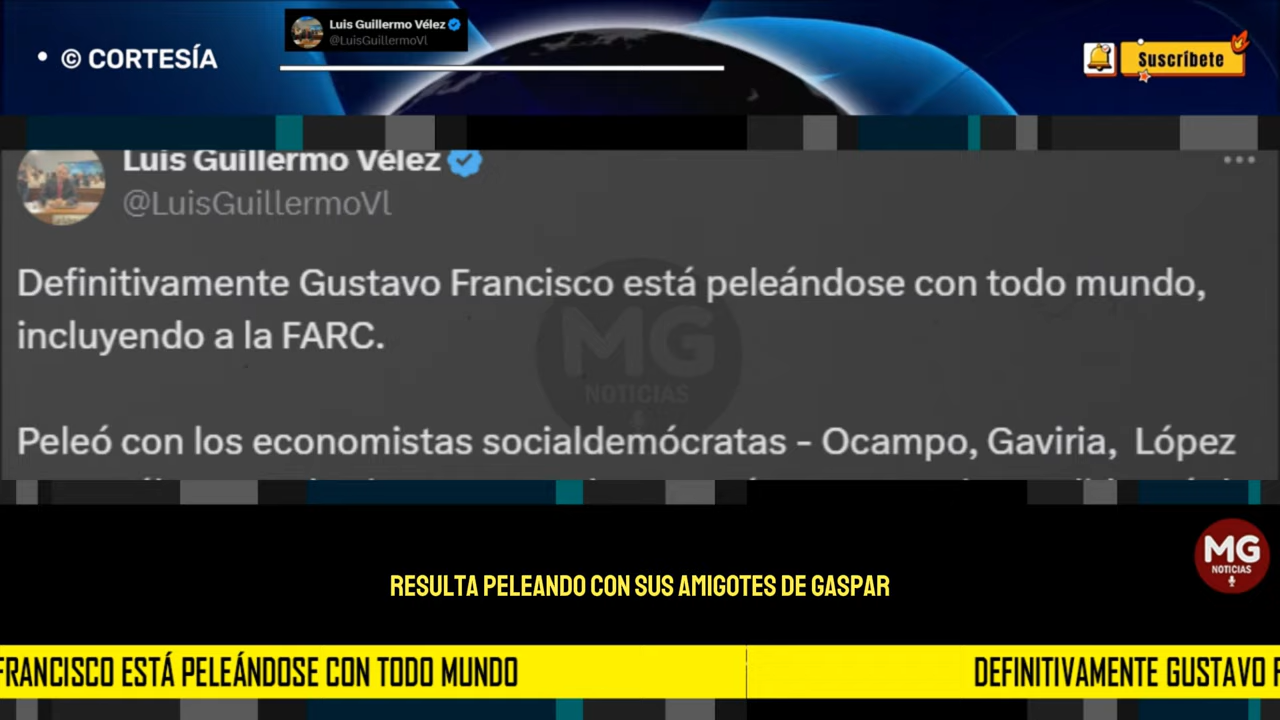 • © CORTESÍA
Luis Guillermo Vélez
@LuisGuillermoVl
Suscríbete
Luis Guillermo Vélez
@LuisGuillermoVl
Definitivamente Gustavo Francisco está peleándose con todo mundo,
incluyendo a la FARC.
MG
NOTICIAS
Peleó con los economistas socialdemócratas - Ocampo, Gaviria, López
MG
NOTICIAS
RESULTA PELEANDO CON SUS AMIGOTES DE GASPAR
FRANCISCO ESTÁ PELEÁNDOSE CON TODO MUNDO
DEFINITIVAMENTE GUSTAVO